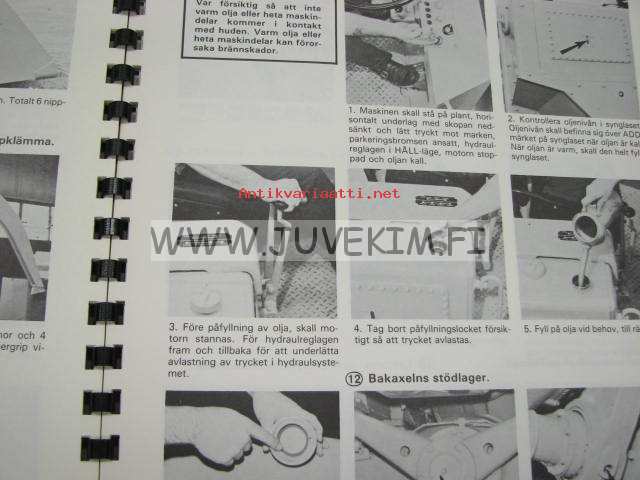 Var försiktig så att inte
varm olja eller heta maskin-
delar kommer i kontakt
med huden. Varm olja eller
heta maskindelar kan föror-
saka brännskador.
n. Totalt 6 nipp-
pklämma.
nor och 4
ergrip vi-
1. Maskinen skall stå på plant, hori-
sontalt underlag med skopan ned-
sänkt och lätt tryckt mot marken,
parkeringsbromsen ansatt, hydraul-
reglagen i HÅLL-läge, motorn stop-
pad och oljan kall.
2. Kontrollera oljenivån i synglaset
Oljenivån skall befinna sig över ADD
märket på synglaset när oljan är kal
När oljan är varm, skall den helt fyl
synglaset.
Antikvariaatti.net
WWW.JUVEKIM.FI
3. Före påfyllning av olja, skall mo-
torn stannas. För hydraulreglagen
fram och tillbaka för att underlätta
avlastning av trycket i hydraulsyste-
met.
4. Tag bort påfyllningslocket försik-
tigt så att trycket avlastas.
5. Fyll på olja vid behov, till rä
12 Bakaxelns stödlager.